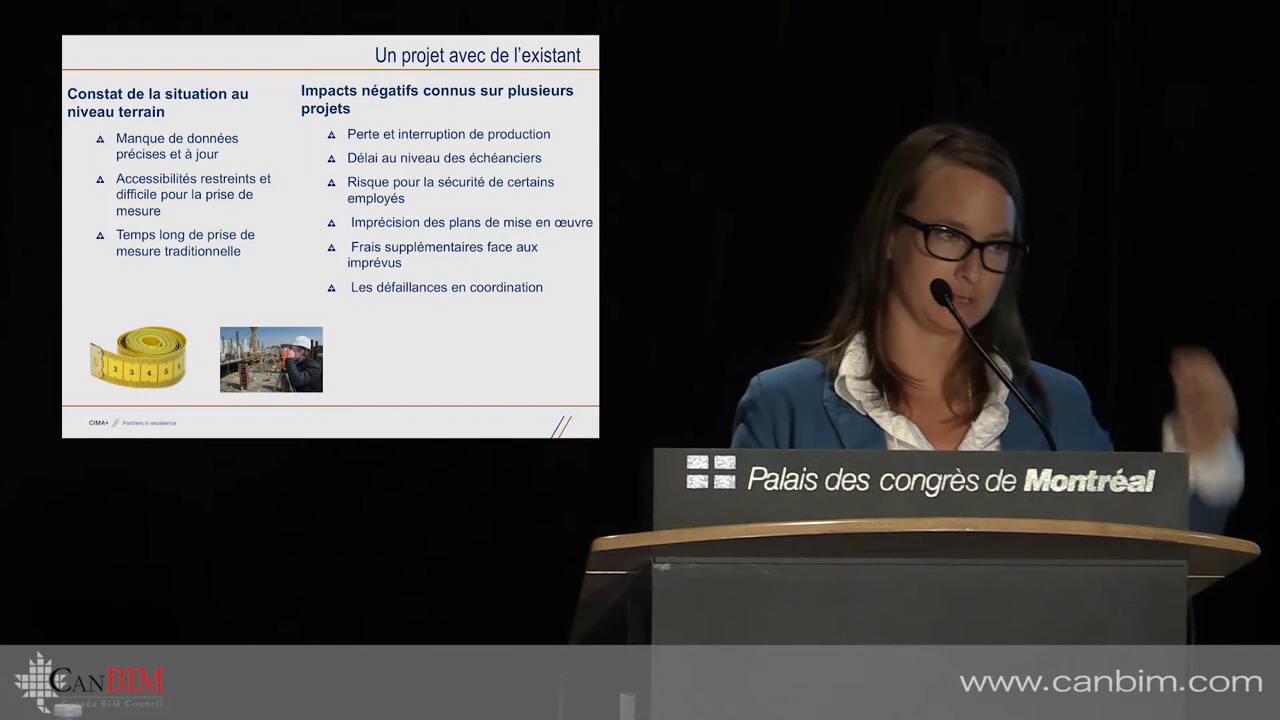 Un projet avec de l'existant
Constat de la situation au
niveau terrain
Manque de données
précises et à jour
Accessibilités restreints et
difficile pour la prise de
mesure
Temps long de prise de
mesure traditionnelle
Impacts négatifs connus sur plusieurs
projets
Perte et interruption de production
Délai au niveau des échéanciers
Risque pour la sécurité de certains
employés
Imprécision des plans de mise en œuvre
Frais supplémentaires face aux
imprévus
Les défaillances en coordination
2 3 4 5
CIMA+ // Partners in excellence
Palais des congrès de Montréal
CANBIM
Canada BIM Council
www.canbim.com